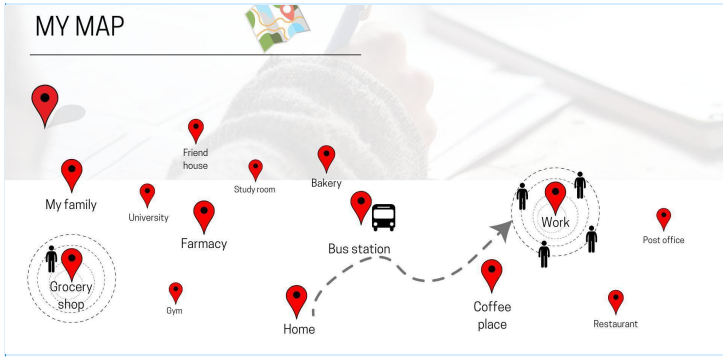 MY MAP
Friend
house
Study room
Bakery
My family
University
Farmacy
Bus station
Work
Post office
Grocery
shop
Gym
Home
Coffee
place
Restaurant